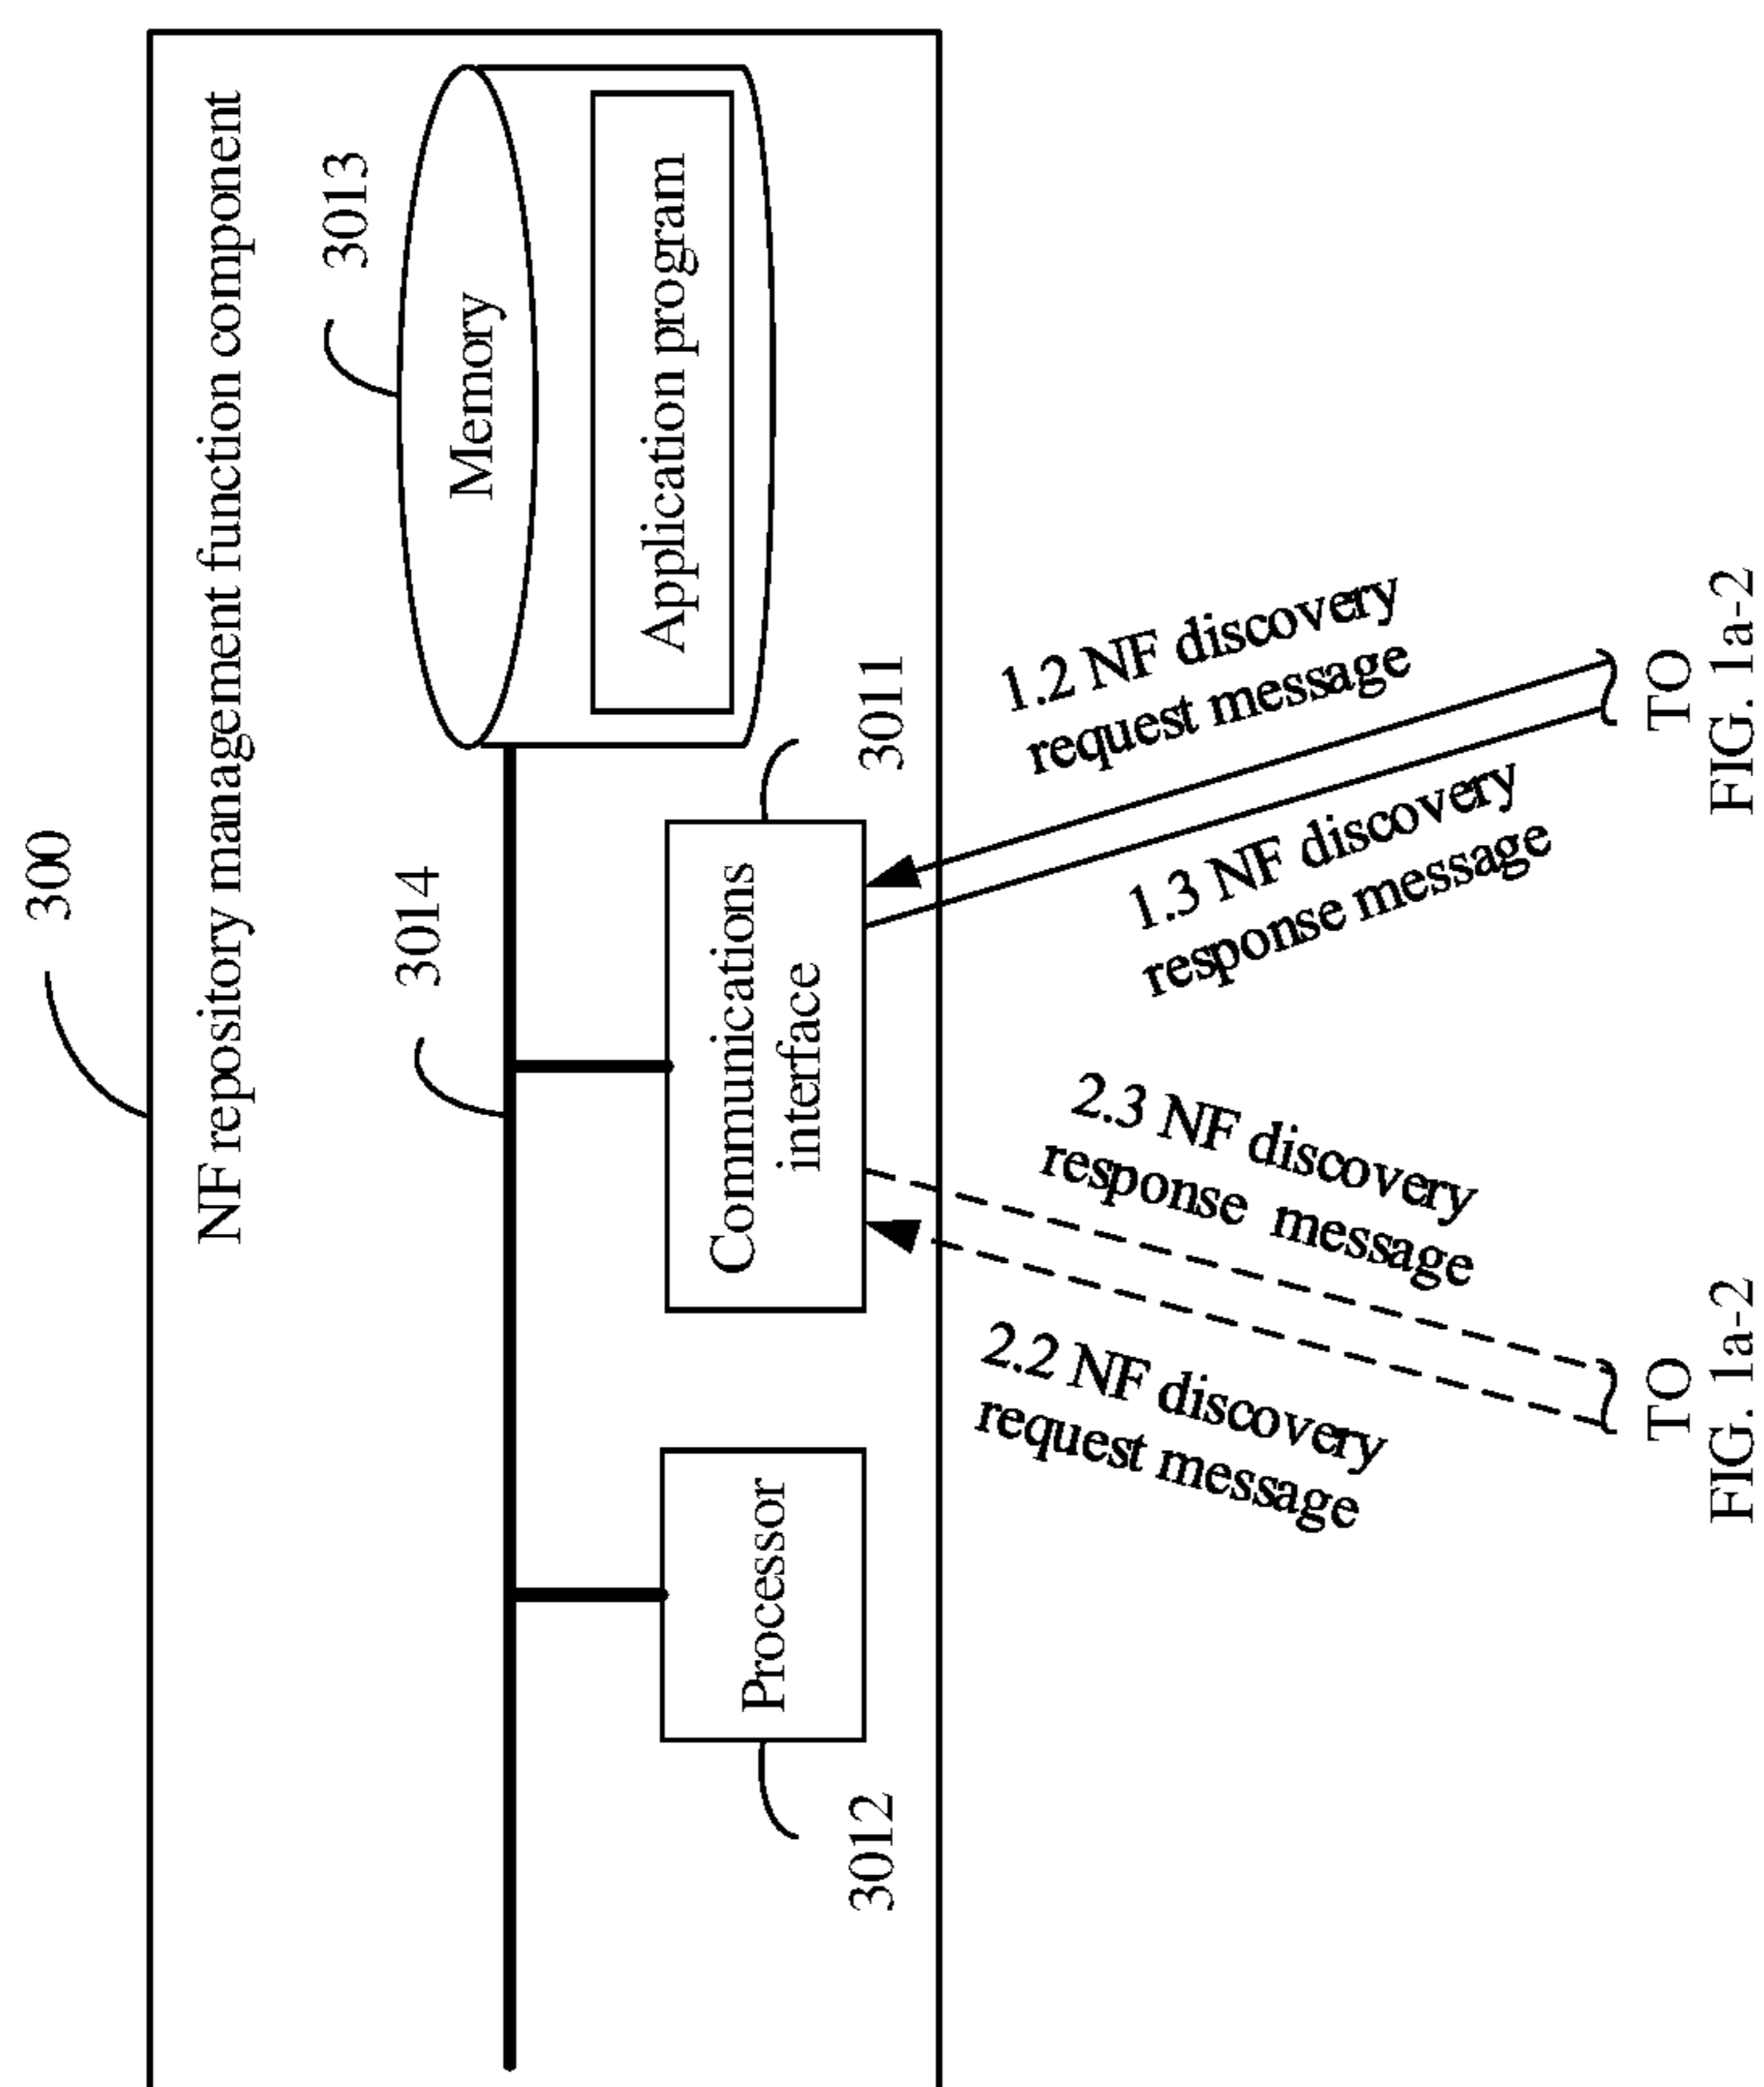 300
NF repository management function component
3014
3013
Memory
Application program
Processor
3012
Communications
interface
3011
2.2 NF discovery
request message
2.3 NF discovery
response message
1.3 NF discovery
response message
1.2 NF discovery
request message
TO
FIG. 1a-2
TO
FIG. 1a-2